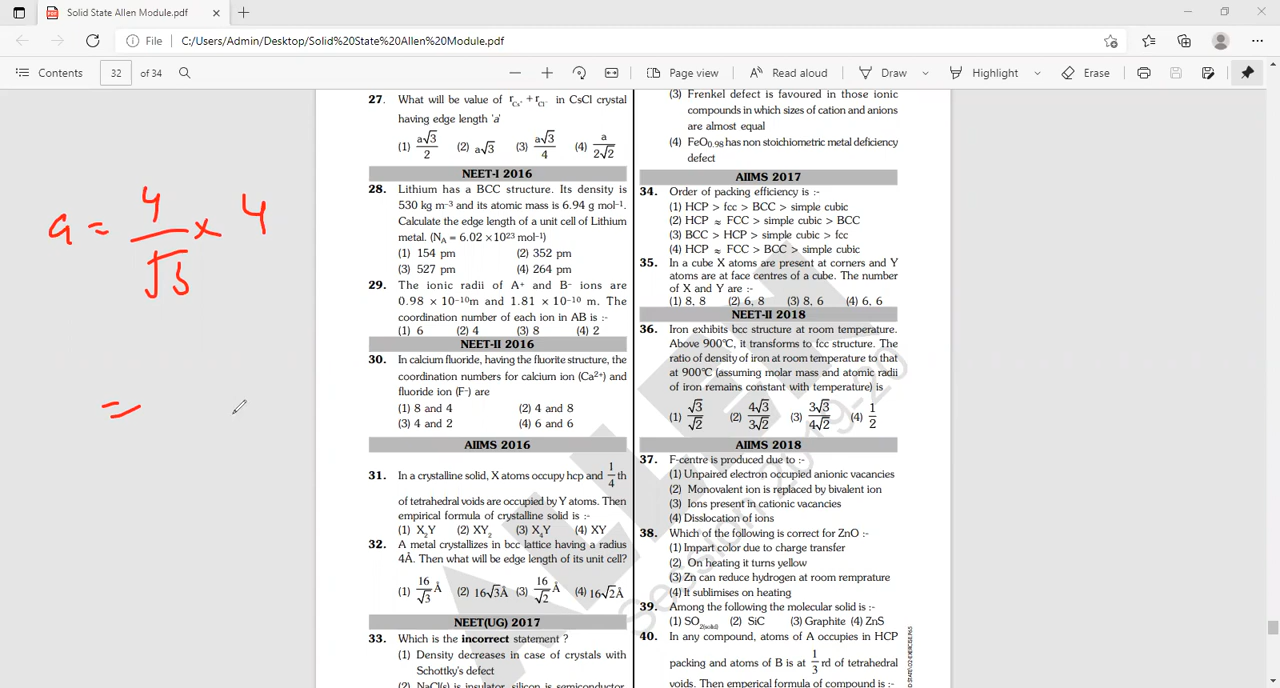 Solid State Allen Module.pdf
File C:/Users/Admin/Desktop/Solid%20State%20Allen%20Module.pdf
Contents 32 of 34 Page view Read aloud Draw Highlight Erase
27. What will be value of r_Cs+ + r_Cl− in CsCl crystal
having edge length 'a'
(1) a√3/2 (2) a√3 (3) a√3/4 (4) a/2√2
NEET-I 2016
28. Lithium has a BCC structure. Its density is
530 kg m⁻³ and its atomic mass is 6.94 g mol⁻¹.
Calculate the edge length of a unit cell of Lithium
metal. (N_A = 6.02 ×10²³ mol⁻¹)
(1) 154 pm (2) 352 pm
(3) 527 pm (4) 264 pm
29. The ionic radii of A⁺ and B⁻ ions are
0.98 × 10⁻¹⁰m and 1.81 × 10⁻¹⁰ m. The
coordination number of each ion in AB is :-
(1) 6 (2) 4 (3) 8 (4) 2
NEET-II 2016
30. In calcium fluoride, having the fluorite structure, the
coordination numbers for calcium ion (Ca²⁺) and
fluoride ion (F⁻) are
(1) 8 and 4 (2) 4 and 8
(3) 4 and 2 (4) 6 and 6
AIIMS 2016
31. In a crystalline solid, X atoms occupy hcp and 1/4 th
of tetrahedral voids are occupied by Y atoms. Then
empirical formula of crystalline solid is :-
(1) X₂Y (2) XY₂ (3) X₄Y (4) XY
32. A metal crystallizes in bcc lattice having a radius
4Å. Then what will be edge length of its unit cell?
(1) 16/√3 Å (2) 16√3Å (3) 16/√2 Å (4) 16√2Å
NEET(UG) 2017
33. Which is the incorrect statement ?
(1) Density decreases in case of crystals with
Schottky's defect
(2) NaCl(s) is insulator, silicon is semiconductor,
(3) Frenkel defect is favoured in those ionic
compounds in which sizes of cation and anions
are almost equal
(4) FeO₀.₉₈ has non stoichiometric metal deficiency
defect
AIIMS 2017
34. Order of packing efficiency is :-
(1) HCP > fcc > BCC > simple cubic
(2) HCP ≈ FCC > simple cubic > BCC
(3) BCC > HCP > simple cubic > fcc
(4) HCP ≈ FCC > BCC > simple cubic
35. In a cube X atoms are present at corners and Y
atoms are at face centres of a cube. The number
of X and Y are :-
(1) 8, 8 (2) 6, 8 (3) 8, 6 (4) 6, 6
NEET-II 2018
36. Iron exhibits bcc structure at room temperature.
Above 900°C, it transforms to fcc structure. The
ratio of density of iron at room temperature to that
at 900°C (assuming molar mass and atomic radii
of iron remains constant with temperature) is
(1) √3/√2 (2) 4√3/3√2 (3) 3√3/4√2 (4) 1/2
AIIMS 2018
37. F-centre is produced due to :-
(1) Unpaired electron occupied anionic vacancies
(2) Monovalent ion is replaced by bivalent ion
(3) Ions present in cationic vacancies
(4) Disslocation of ions
38. Which of the following is correct for ZnO :-
(1) Impart color due to charge transfer
(2) On heating it turns yellow
(3) Zn can reduce hydrogen at room remprature
(4) It sublimises on heating
39. Among the following the molecular solid is :-
(1) SO₂(solid) (2) SiC (3) Graphite (4) ZnS
40. In any compound, atoms of A occupies in HCP
packing and atoms of B is at 1/3 rd of tetrahedral
voids. Then emperical formula of compound is :-
a = 4/√3 × 4
=
ALLEN
Session 2019-20